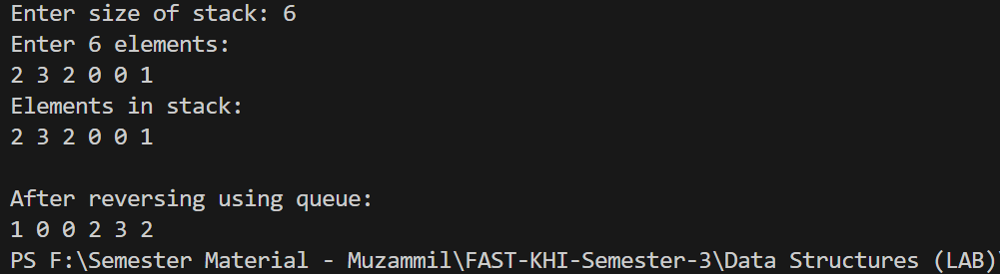 Enter size of stack: 6
Enter 6 elements:
2 3 2 0 0 1
Elements in stack:
2 3 2 0 0 1
After reversing using queue:
1 0 0 2 3 2
PS F:\Semester Material - Muzammil\FAST-KHI-Semester-3\Data Structures (LAB)